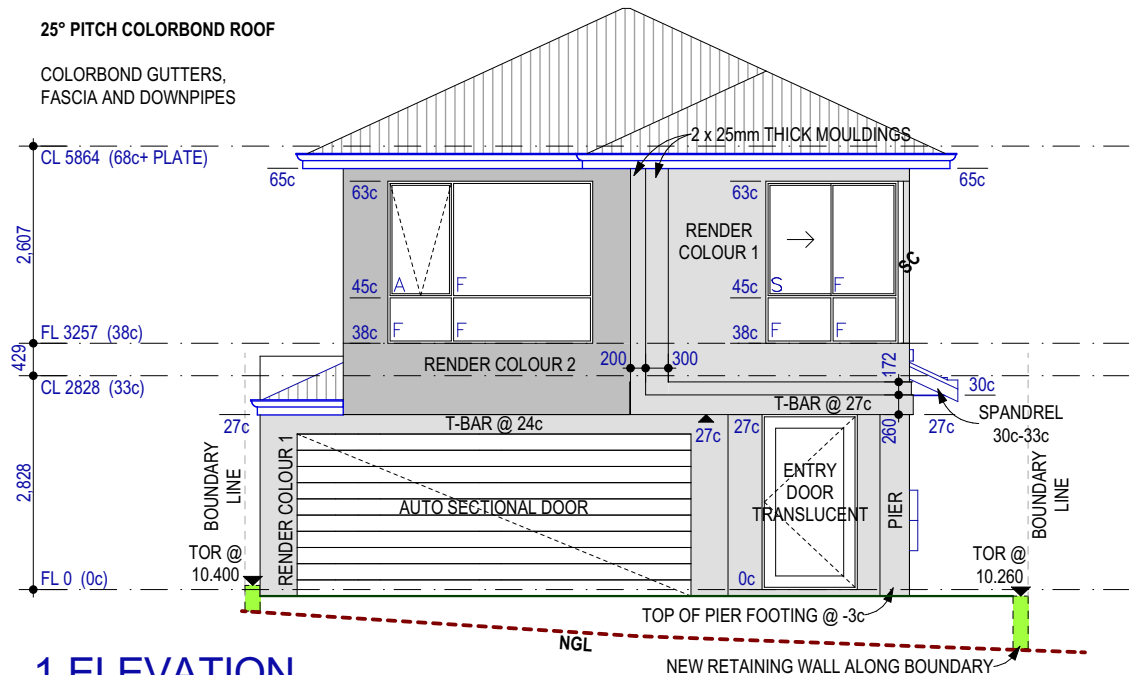 25° PITCH COLORBOND ROOF
COLORBOND GUTTERS,
FASCIA AND DOWNPIPES
2 x 25mm THICK MOULDINGS
CL 5864 (68c+ PLATE)
65c
65c
63c
63c
2,607
RENDER
COLOUR 1
SC
A F
S F
45c
45c
38c
F F
38c
F F
FL 3257 (38c)
429
RENDER COLOUR 2
200
300
172
CL 2828 (33c)
30c
T-BAR @ 27c
SPANDREL
30c-33c
27c
T-BAR @ 24c
27c
27c
260
27c
2,828
BOUNDARY
LINE
RENDER COLOUR 1
AUTO SECTIONAL DOOR
ENTRY
DOOR
TRANSLUCENT
PIER
BOUNDARY
LINE
TOR @
10.400
TOR @
10.260
FL 0 (0c)
0c
TOP OF PIER FOOTING @ -3c
NGL
NEW RETAINING WALL ALONG BOUNDARY
1 ELEVATION